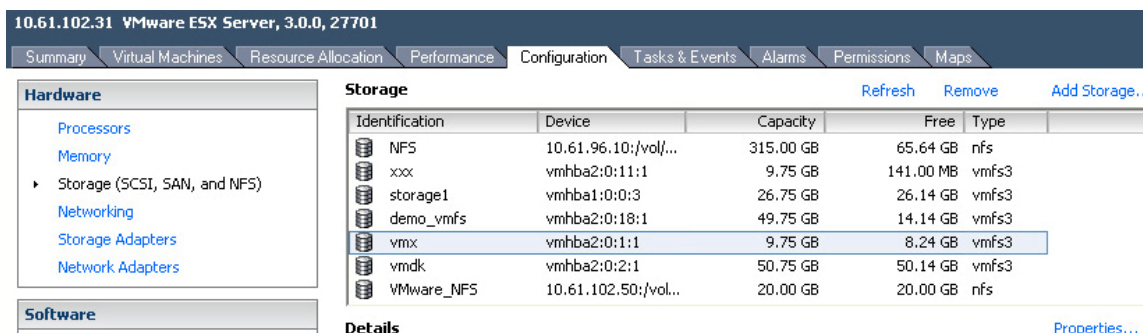 10.61.102.31 VMware ESX Server, 3.0.0, 27701
Summary Virtual Machines Resource Allocation Performance Configuration Tasks & Events Alarms Permissions Maps
Hardware
Processors
Memory
Storage (SCSI, SAN, and NFS)
Networking
Storage Adapters
Network Adapters
Software
Storage Refresh Remove Add Storage..
Identification Device Capacity Free Type
NFS 10.61.96.10:/vol/... 315.00 GB 65.64 GB nfs
xxx vmhba2:0:11:1 9.75 GB 141.00 MB vmfs3
storage1 vmhba1:0:0:3 26.75 GB 26.14 GB vmfs3
demo_vmfs vmhba2:0:18:1 49.75 GB 14.14 GB vmfs3
vmx vmhba2:0:1:1 9.75 GB 8.24 GB vmfs3
vmdk vmhba2:0:2:1 50.75 GB 50.14 GB vmfs3
VMware_NFS 10.61.102.50:/vol... 20.00 GB 20.00 GB nfs
Details Properties...